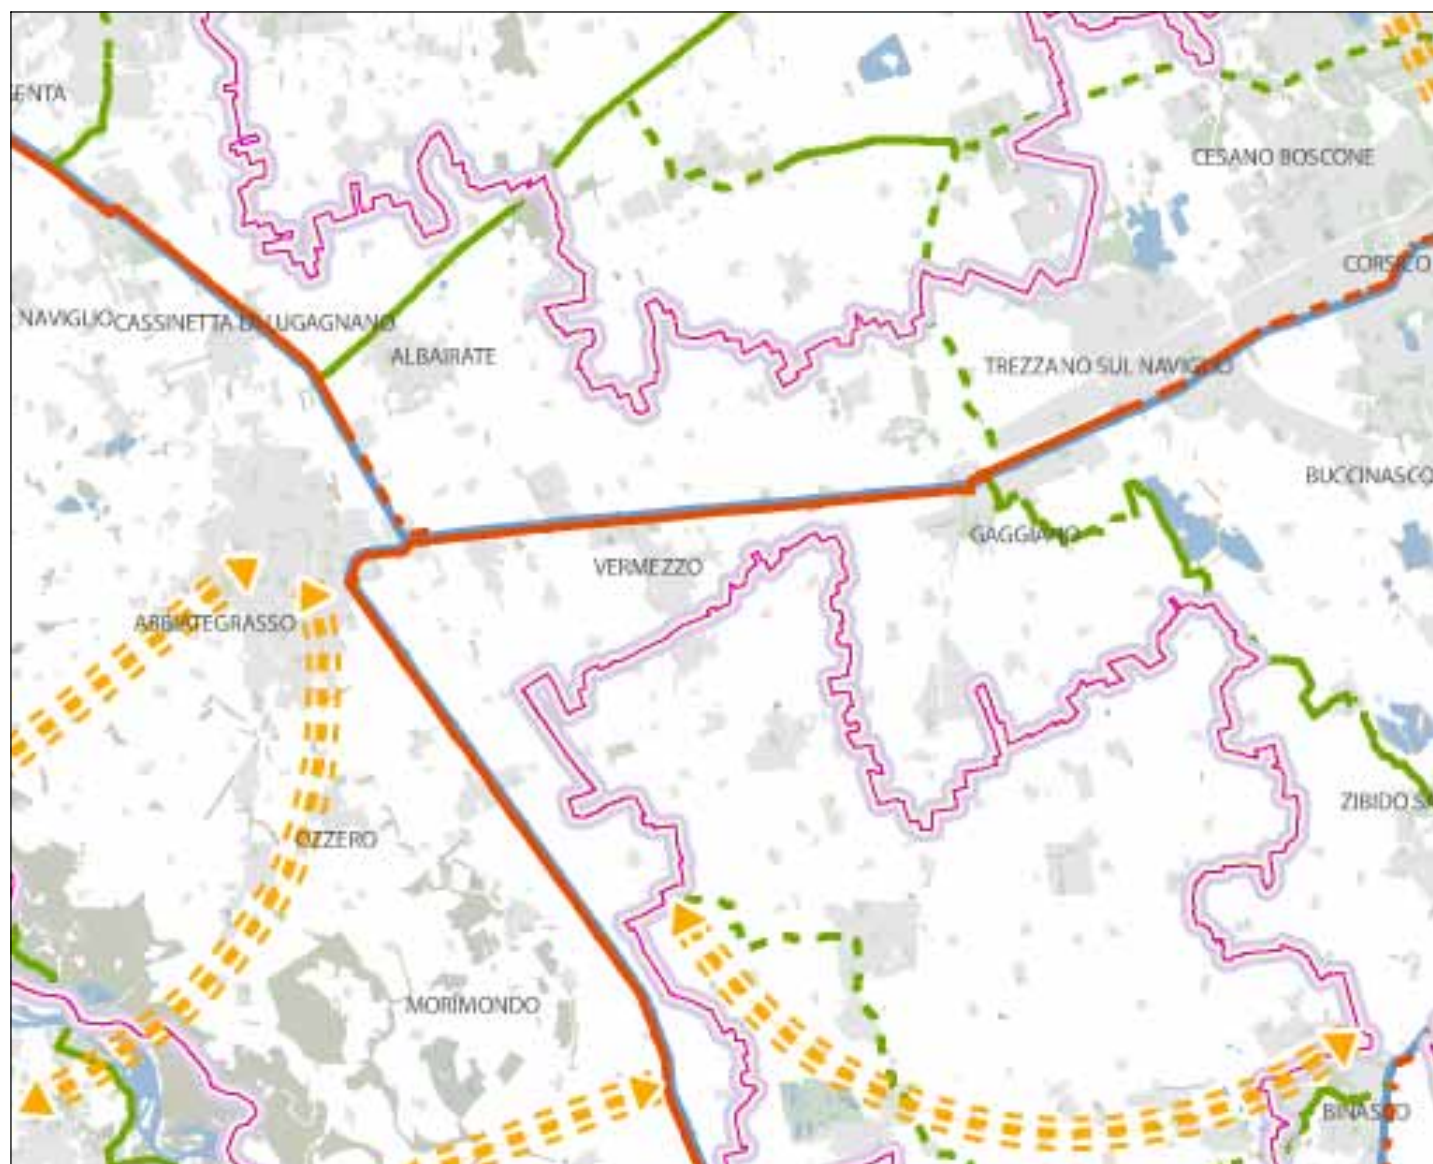 ENTA
CESANO BOSCONE
CORSICO
NAVIGLIO
CASSINETTA DI LUGAGNANO
ALBAIRATE
TREZZANO SUL NAVIGLIO
BUCCINASCO
GAGGIANO
VERMEZZO
ABBIATEGRASSO
ZIBIDO S
OZZERO
MORIMONDO
BINASCO